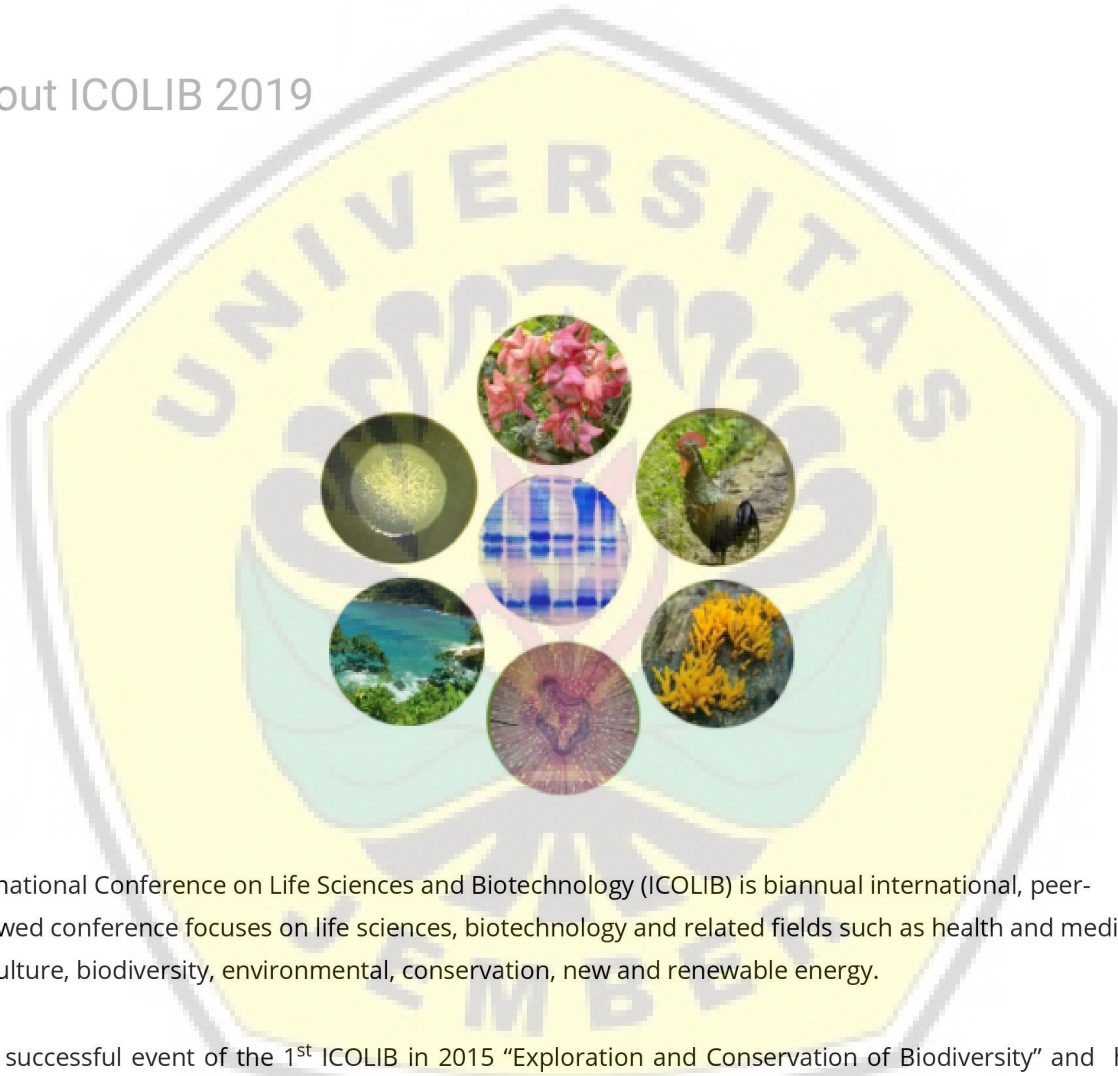 out ICOLIB 2019
UNIVERSITAS
national Conference on Life Sciences and Biotechnology (ICOLIB) is biannual international, peer-
wed conference focuses on life sciences, biotechnology and related fields such as health and medi
ulture, biodiversity, environmental, conservation, new and renewable energy.
JEMBER
successful event of the 1st ICOLIB in 2015 “Exploration and Conservation of Biodiversity” and